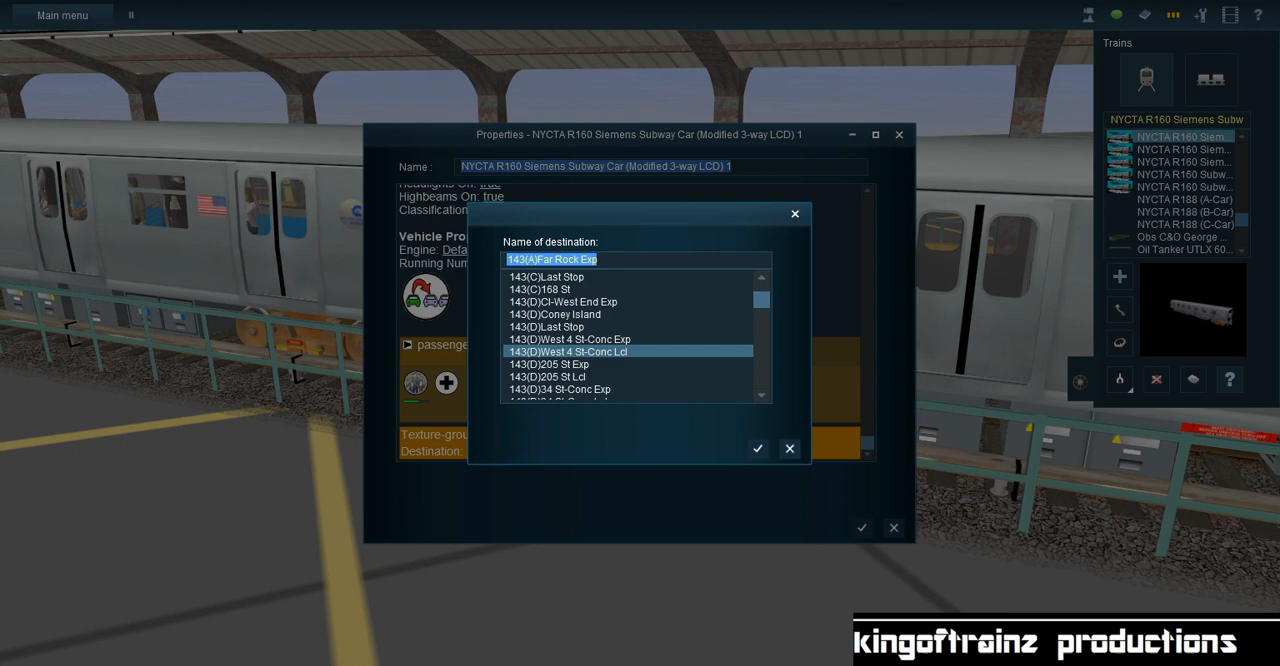 Main menu
?
Trains
NYCTA R160 Siemens Subw
NYCTA R160 Siem...
NYCTA R160 Siem...
NYCTA R160 Siem...
NYCTA R160 Subw...
NYCTA R160 Subw...
NYCTA R188 (A-Car)
NYCTA R188 (B-Car)
NYCTA R188 (C-Car)
Obs C&O George ...
Oil Tanker UTLX 60...
?
Properties - NYCTA R160 Siemens Subway Car (Modified 3-way LCD) 1
Name : NYCTA R160 Siemens Subway Car (Modified 3-way LCD) 1
Headlights On: true
Highbeams On: true
Classification
Vehicle Pro
Engine: Defa
Running Num
passenge
Texture-grou
Destination:
Name of destination:
143(A)Far Rock Exp
143(C)Last Stop
143(C)168 St
143(D)CI-West End Exp
143(D)Coney Island
143(D)Last Stop
143(D)West 4 St-Conc Exp
143(D)West 4 St-Conc Lcl
143(D)205 St Exp
143(D)205 St Lcl
143(D)34 St-Conc Exp
kingoftrainz productions